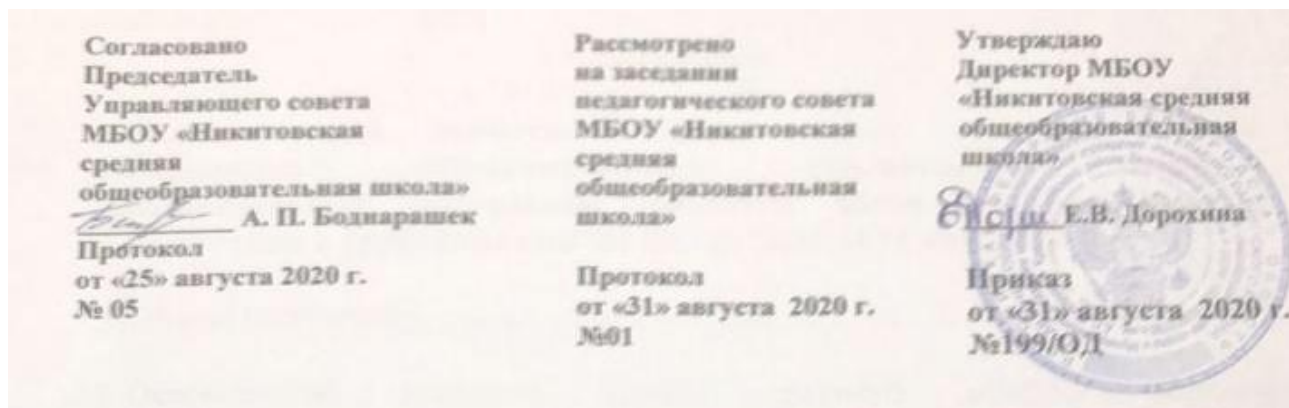 Согласовано
Председатель
Управляющего совета
МБОУ «Никитовская
средняя
общеобразовательная школа»
А. П. Боднарашек
Протокол
от «25» августа 2020 г.
№ 05
Рассмотрено
на заседании
педагогического совета
МБОУ «Никитовская
средняя
общеобразовательная
школа»
Протокол
от «31» августа 2020 г.
№01
Утверждаю
Директор МБОУ
«Никитовская средняя
общеобразовательная
школа»
Е.В. Дорохина
Приказ
от «31» августа 2020 г.
№199/ОД